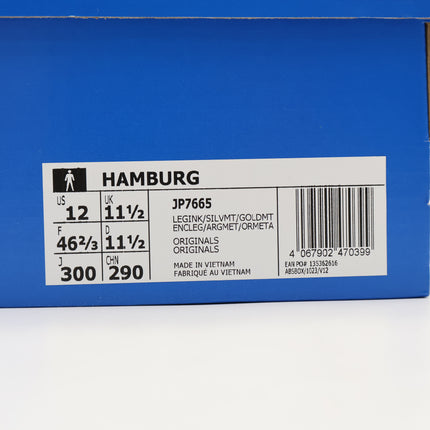 HAMBURG
US 12 UK 11½
F 46⅔ D 11½
J 300 CHN 290
JP7665
LEGINK/SILVMT/GOLDMT
ENCLEG/ARGMET/ORMETA
ORIGINALS
ORIGINALS
MADE IN VIETNAM
FABRIQUÉ AU VIETNAM
4 067902 470399
EAN PO# 135362616
ABSBOX/1023/V12